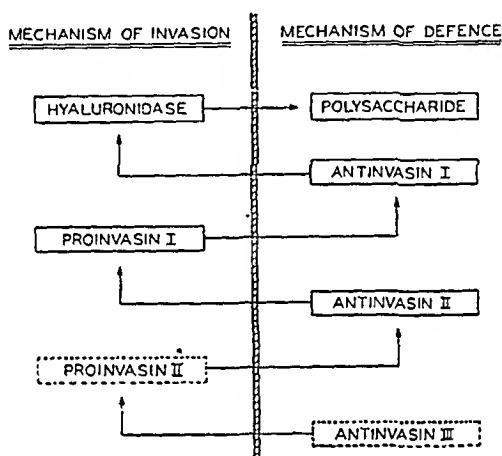 MECHANISM OF INVASION
MECHANISM OF DEFENCE
HYALURONIDASE
POLYSACCHARIDE
ANTINVASIN I
PROINVASIN I
ANTINVASIN II
PROINVASIN II
ANTINVASIN III